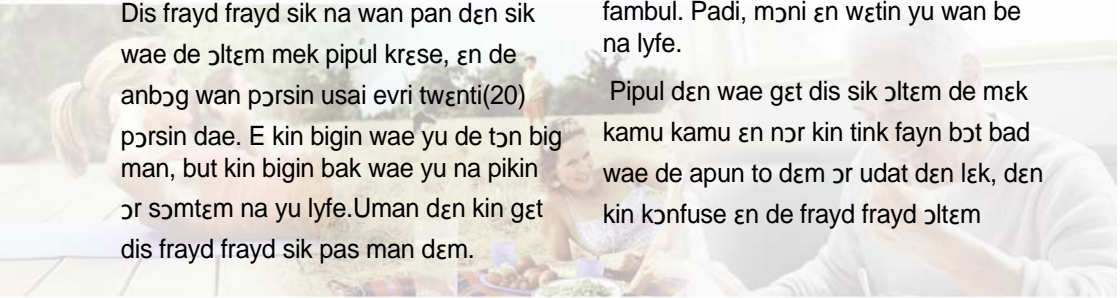 Dis frayd frayd sik na wan pan dɛn sik
wae de ɔltɛm mek pipul krɛse, ɛn de
anbɔg wan pɔrsin usai evri twɛnti(20)
pɔrsin dae. E kin bigin wae yu de tɔn big
man, but kin bigin bak wae yu na pikin
ɔr sɔmtɛm na yu lyfe.Uman dɛn kin gɛt
dis frayd frayd sik pas man dɛm.
fambul. Padi, mɔni ɛn wɛtin yu wan be
na lyfe.
Pipul dɛn wae gɛt dis sik ɔltɛm de mɛk
kamu kamu ɛn nɔr kin tink fayn bɔt bad
wae de apun to dɛm ɔr udat dɛn lɛk, dɛn
kin kɔnfuse ɛn de frayd frayd ɔltɛm